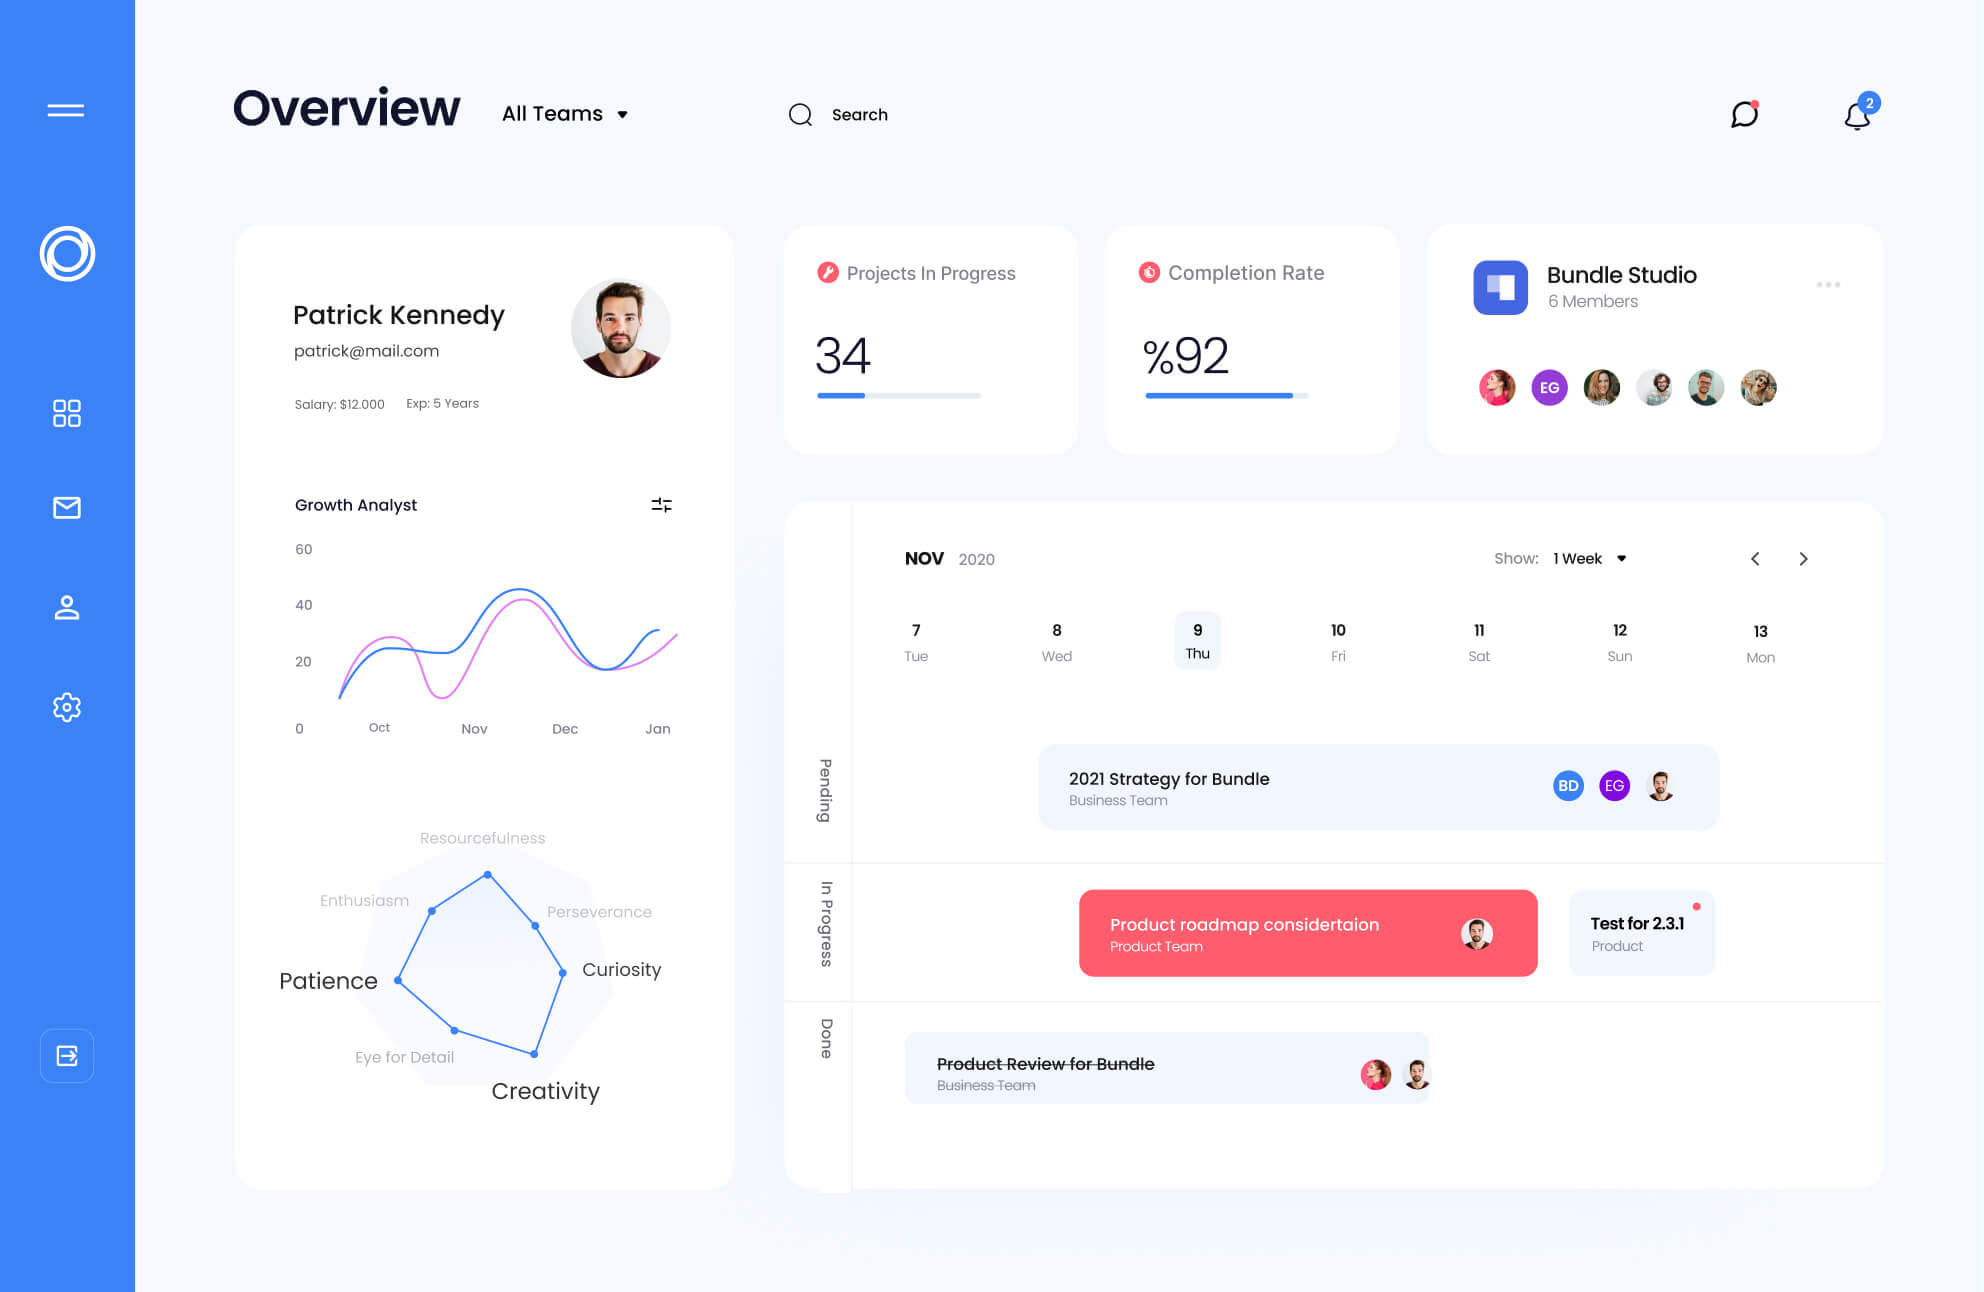 Overview
All Teams
Search
2
Patrick Kennedy
patrick@mail.com
Salary: $12.000
Exp: 5 Years
Growth Analyst
60
40
20
0
Oct
Nov
Dec
Jan
Resourcefulness
Enthusiasm
Perseverance
Patience
Curiosity
Eye for Detail
Creativity
Projects In Progress
34
Completion Rate
%92
Bundle Studio
6 Members
EG
NOV 2020
Show: 1 Week
7
Tue
8
Wed
9
Thu
10
Fri
11
Sat
12
Sun
13
Mon
Pending
2021 Strategy for Bundle
Business Team
BD
EG
In Progress
Product roadmap considertaion
Product Team
Test for 2.3.1
Product
Done
Product Review for Bundle
Business Team